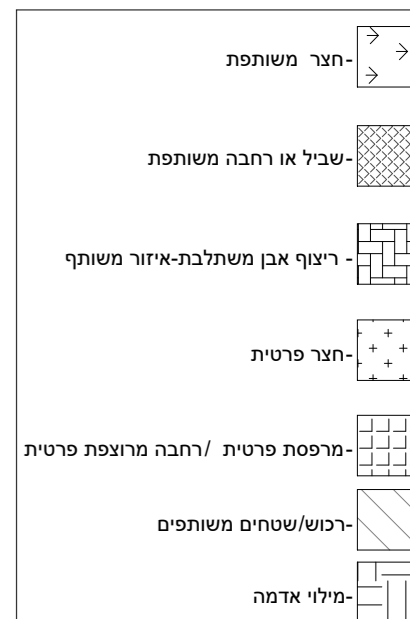 -חצר משותפת
-שביל או רחבה משותפת
- ריצוף אבן משתלבת-איזור משותף
-חצר פרטית
-מרפסת פרטית /רחבה מרוצפת פרטית
-רכוש/שטחים משותפים
-מילוי אדמה